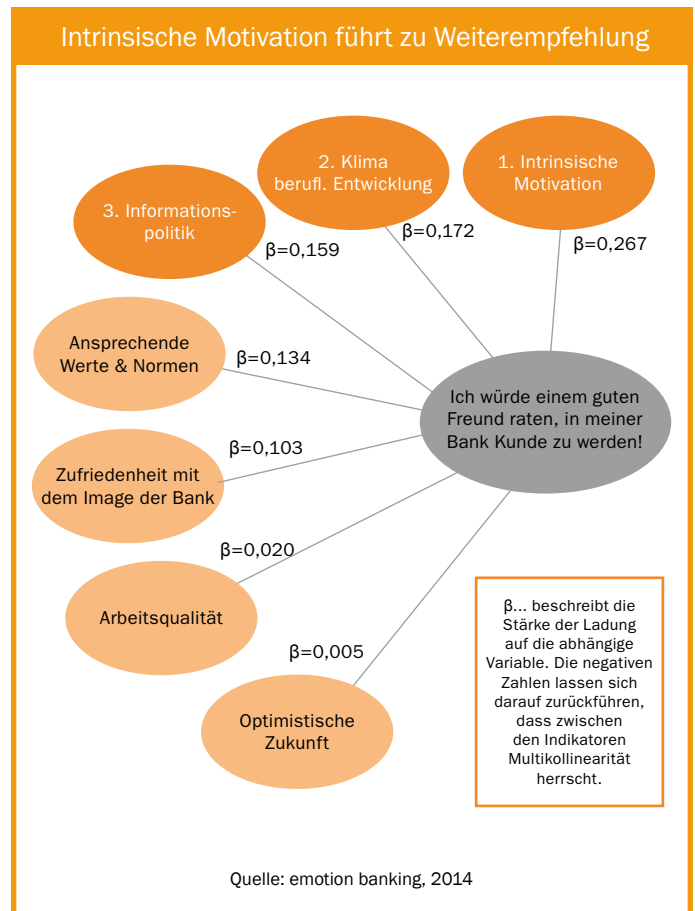 Intrinsische Motivation führt zu Weiterempfehlung
1. Intrinsische
Motivation
β=0,267
2. Klima
berufl. Entwicklung
β=0,172
3. Informations-
politik
β=0,159
Ansprechende
Werte & Normen
β=0,134
Zufriedenheit mit
dem Image der Bank
β=0,103
Arbeitsqualität
β=0,020
Optimistische
Zukunft
β=0,005
Ich würde einem guten
Freund raten, in meiner
Bank Kunde zu werden!
β... beschreibt die
Stärke der Ladung
auf die abhängige
Variable. Die negativen
Zahlen lassen sich
darauf zurückführen,
dass zwischen
den Indikatoren
Multikollinearität
herrscht.
Quelle: emotion banking, 2014